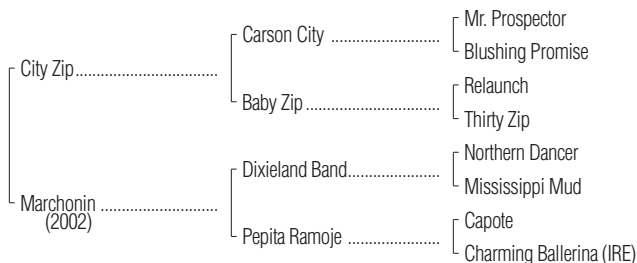 City Zip
Marchonin
(2002)
Carson City
Baby Zip
Dixieland Band
Pepita Ramoje
Mr. Prospector
Blushing Promise
Relaunch
Thirty Zip
Northern Dancer
Mississippi Mud
Capote
Charming Ballerina (IRE)